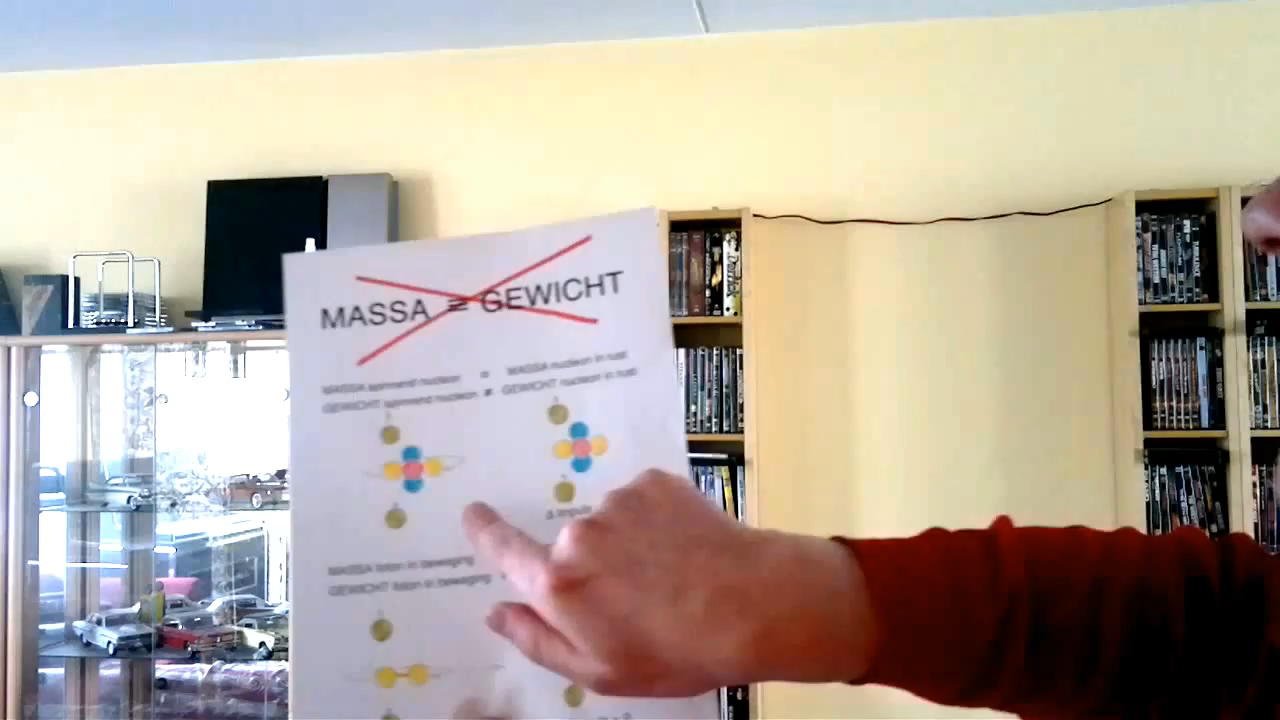 MASSA = GEWICHT
MASSA spinnend nucleon = MASSA nucleon in rust
GEWICHT spinnend nucleon ≠ GEWICHT nucleon in rust
Δ impuls
MASSA foton in beweging
GEWICHT foton in beweging